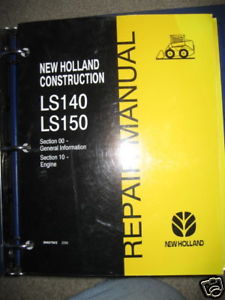 NEW HOLLAND
CONSTRUCTION
LS140
LS150
Section 00 -
General Information
Section 10 -
Engine
REPAIR MANUAL
NEW HOLLAND